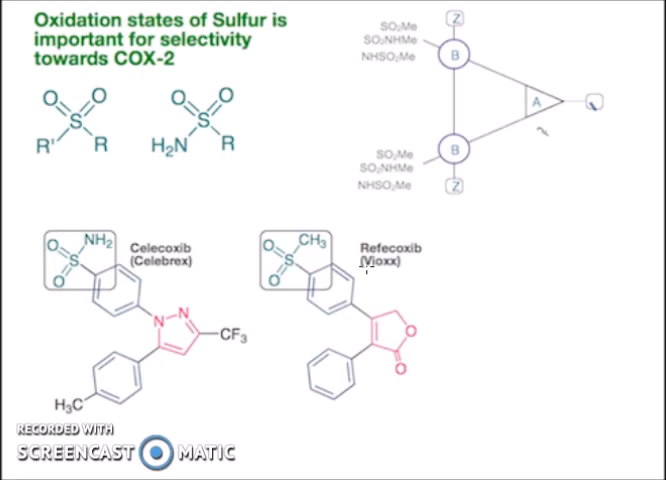 Oxidation states of Sulfur is
important for selectivity
towards COX-2
O O
S
R' R
O O
S
H₂N R
Z
SO₂Me
SO₂NHMe
NHSO₂Me
B
A
B
SO₂Me
SO₂NHMe
NHSO₂Me
Z
NH₂
O
S
O
Celecoxib
(Celebrex)
N N
CF₃
H₃C
CH₃
O
S
O
Refecoxib
(Vioxx)
O
O
RECORDED WITH
SCREENCAST MATIC